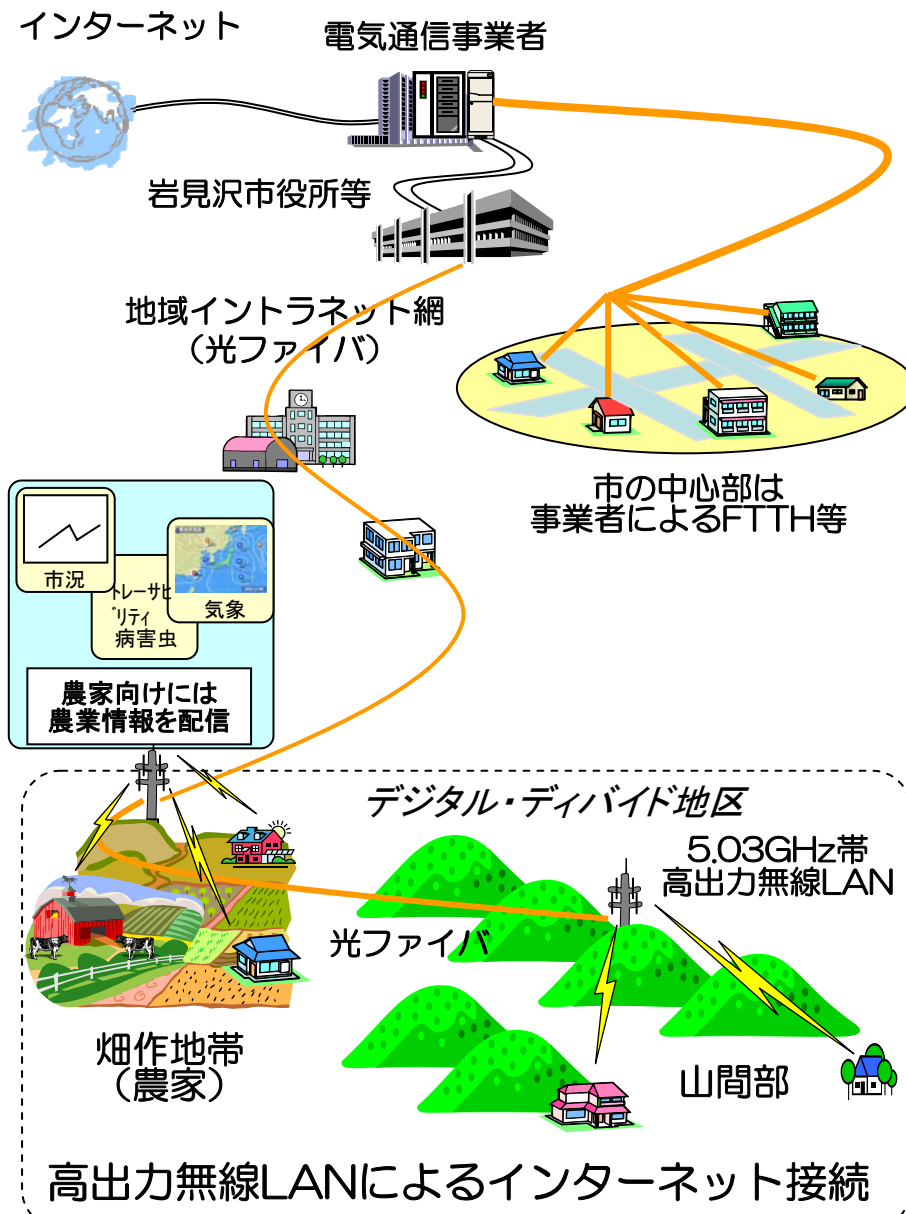 インターネット
電気通信事業者
岩見沢市役所等
地域イントラネット網
（光ファイバ）
市の中心部は
事業者によるFTTH等
市況
トレーサビ
リティ
病害虫
気象
農家向けには
農業情報を配信
デジタル・ディバイド地区
5.03GHz帯
高出力無線LAN
光ファイバ
畑作地帯
（農家）
山間部
高出力無線LANによるインターネット接続